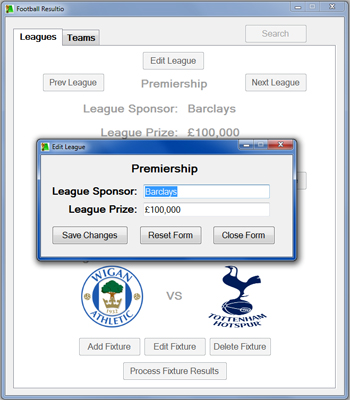 Football Resultio
Leagues Teams Search
Edit League
Prev League Premiership Next League
League Sponsor: Barclays
League Prize: £100,000
Edit League
Premiership
League Sponsor: Barclays
League Prize: £100,000
Save Changes Reset Form Close Form
WIGAN
ATHLETIC
1932
VS
TOTTENHAM
HOTSPUR
Add Fixture Edit Fixture Delete Fixture
Process Fixture Results